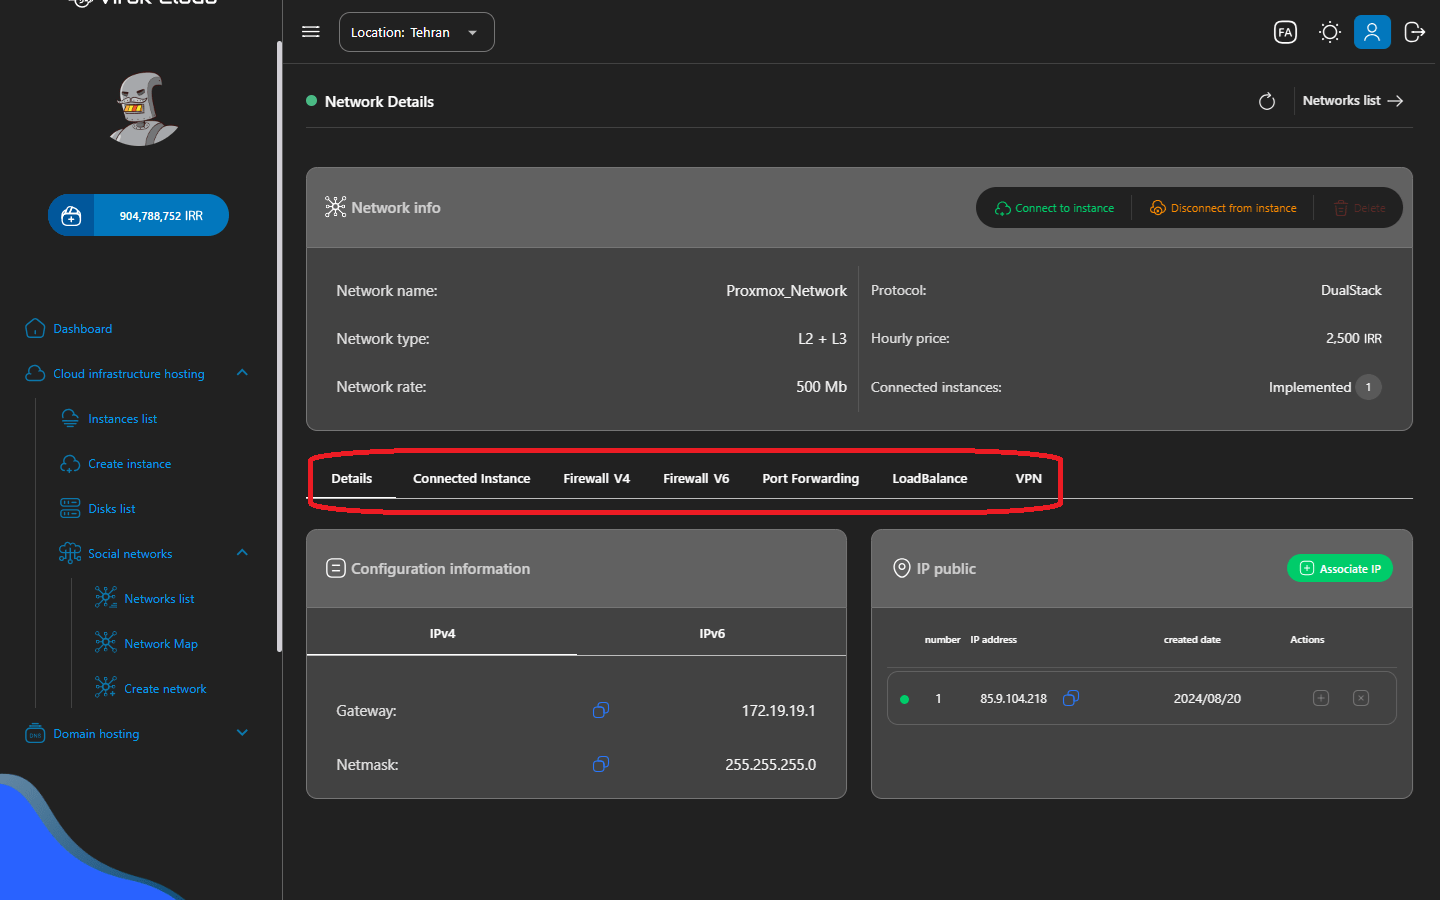 Virak Cloud
Location: Tehran
FA
Network Details
Networks list
904,788,752 IRR
Network info
Connect to instance
Disconnect from instance
Delete
Network name:
Proxmox_Network
Protocol:
DualStack
Network type:
L2 + L3
Hourly price:
2,500 IRR
Network rate:
500 Mb
Connected instances:
Implemented 1
Dashboard
Cloud infrastructure hosting
Instances list
Create instance
Disks list
Social networks
Networks list
Network Map
Create network
DNS
Domain hosting
Details
Connected Instance
Firewall V4
Firewall V6
Port Forwarding
LoadBalance
VPN
Configuration information
IPv4
IPv6
Gateway:
172.19.19.1
Netmask:
255.255.255.0
IP public
Associate IP
number
IP address
created date
Actions
1
85.9.104.218
2024/08/20